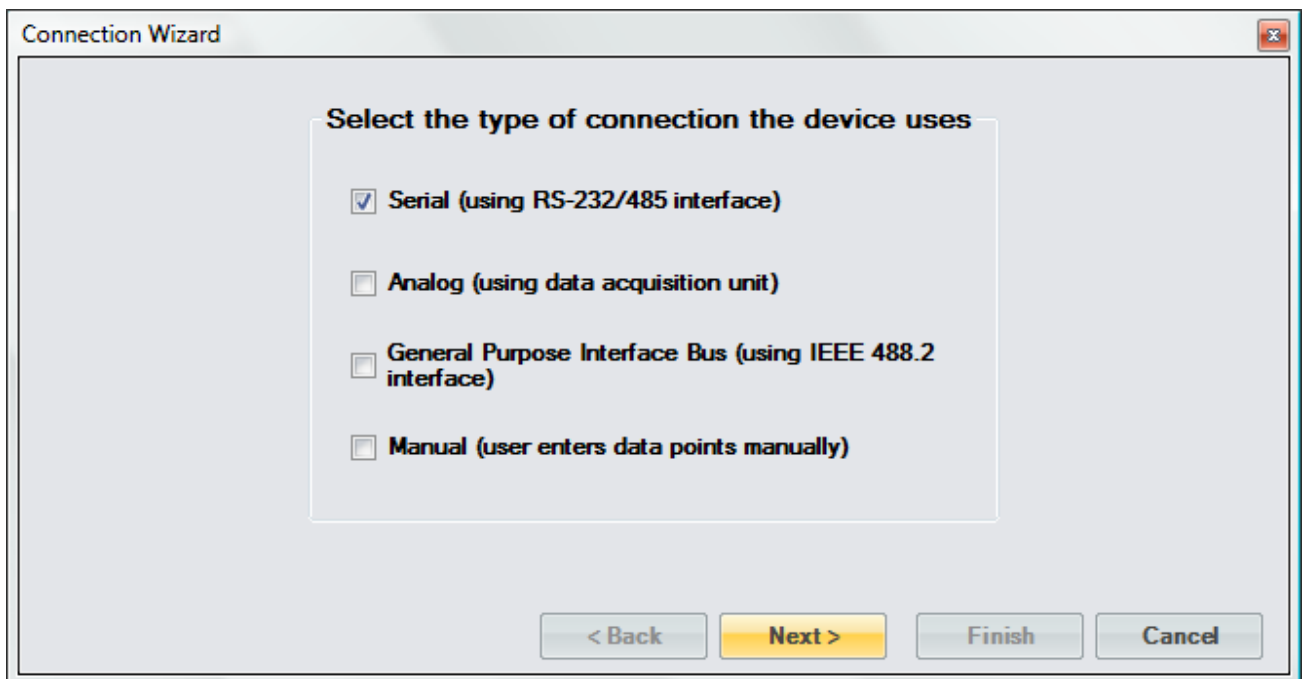 Connection Wizard
Select the type of connection the device uses
Serial (using RS-232/485 interface)
Analog (using data acquisition unit)
General Purpose Interface Bus (using IEEE 488.2
interface)
Manual (user enters data points manually)
< Back
Next >
Finish
Cancel